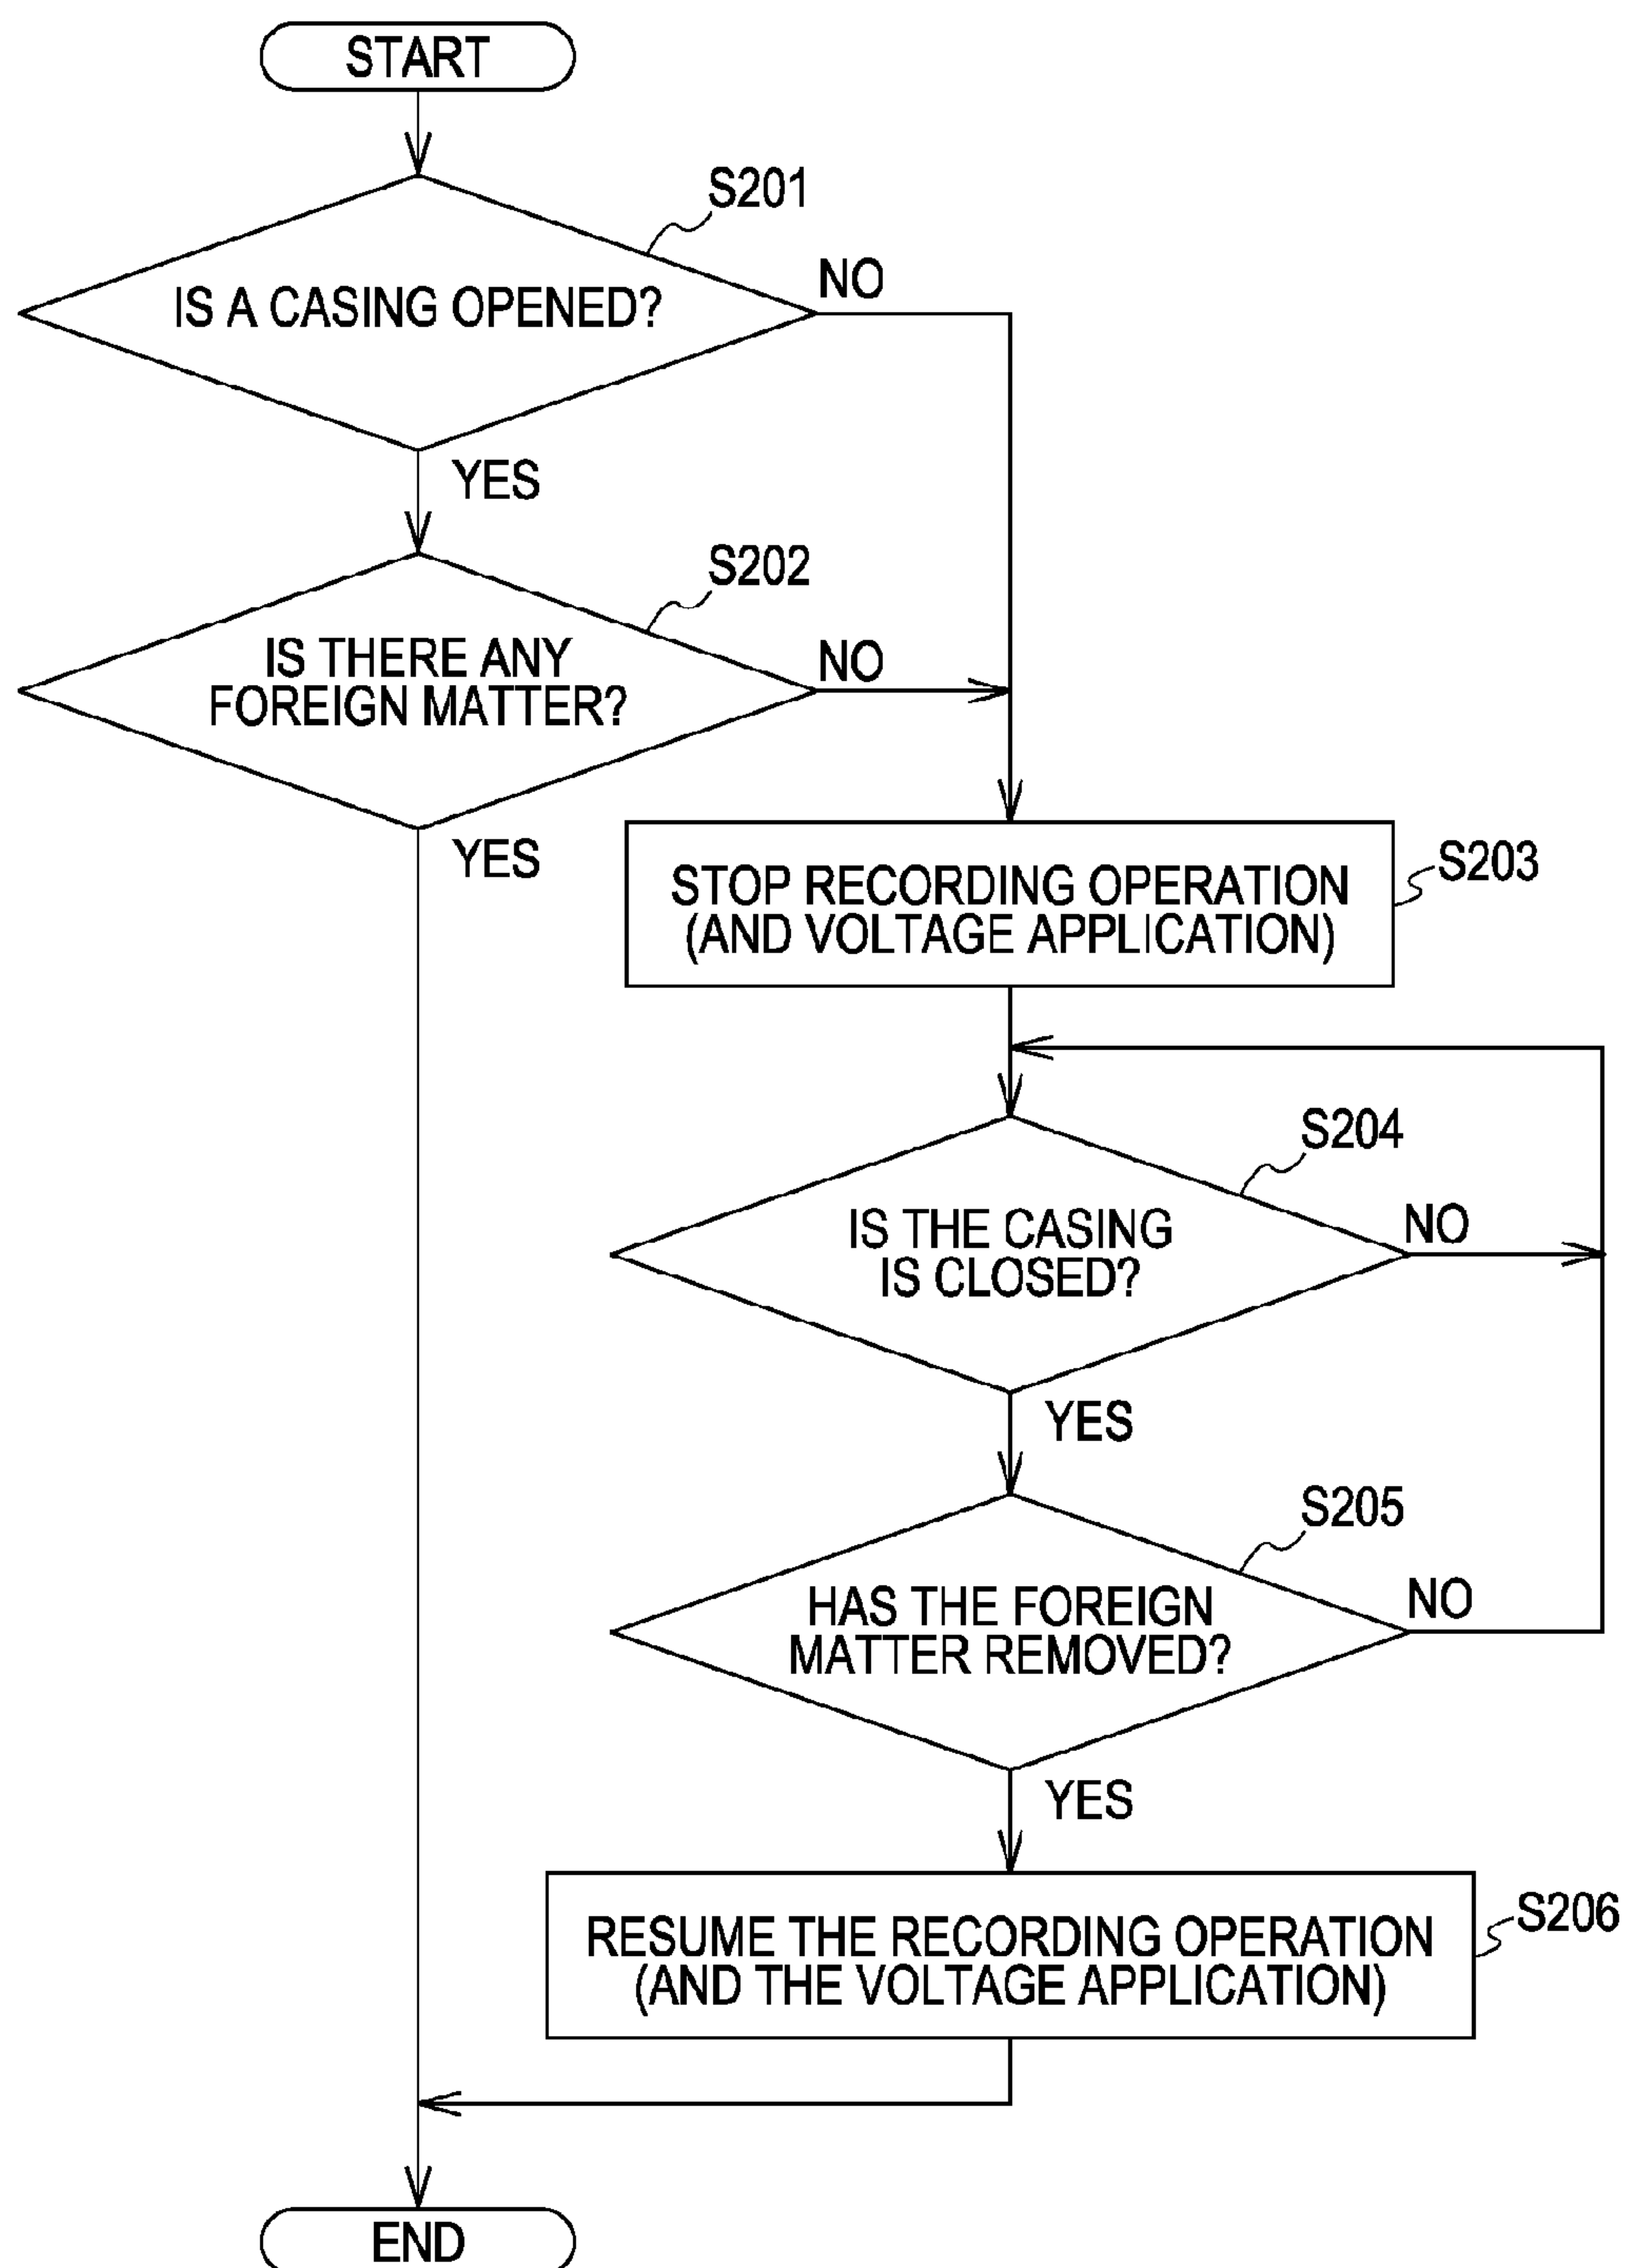 START
S201
IS A CASING OPENED?
NO
YES
S202
IS THERE ANY
FOREIGN MATTER?
NO
YES
STOP RECORDING OPERATION
(AND VOLTAGE APPLICATION)
S203
S204
IS THE CASING
IS CLOSED?
NO
YES
S205
HAS THE FOREIGN
MATTER REMOVED?
NO
YES
RESUME THE RECORDING OPERATION
(AND THE VOLTAGE APPLICATION)
S206
END